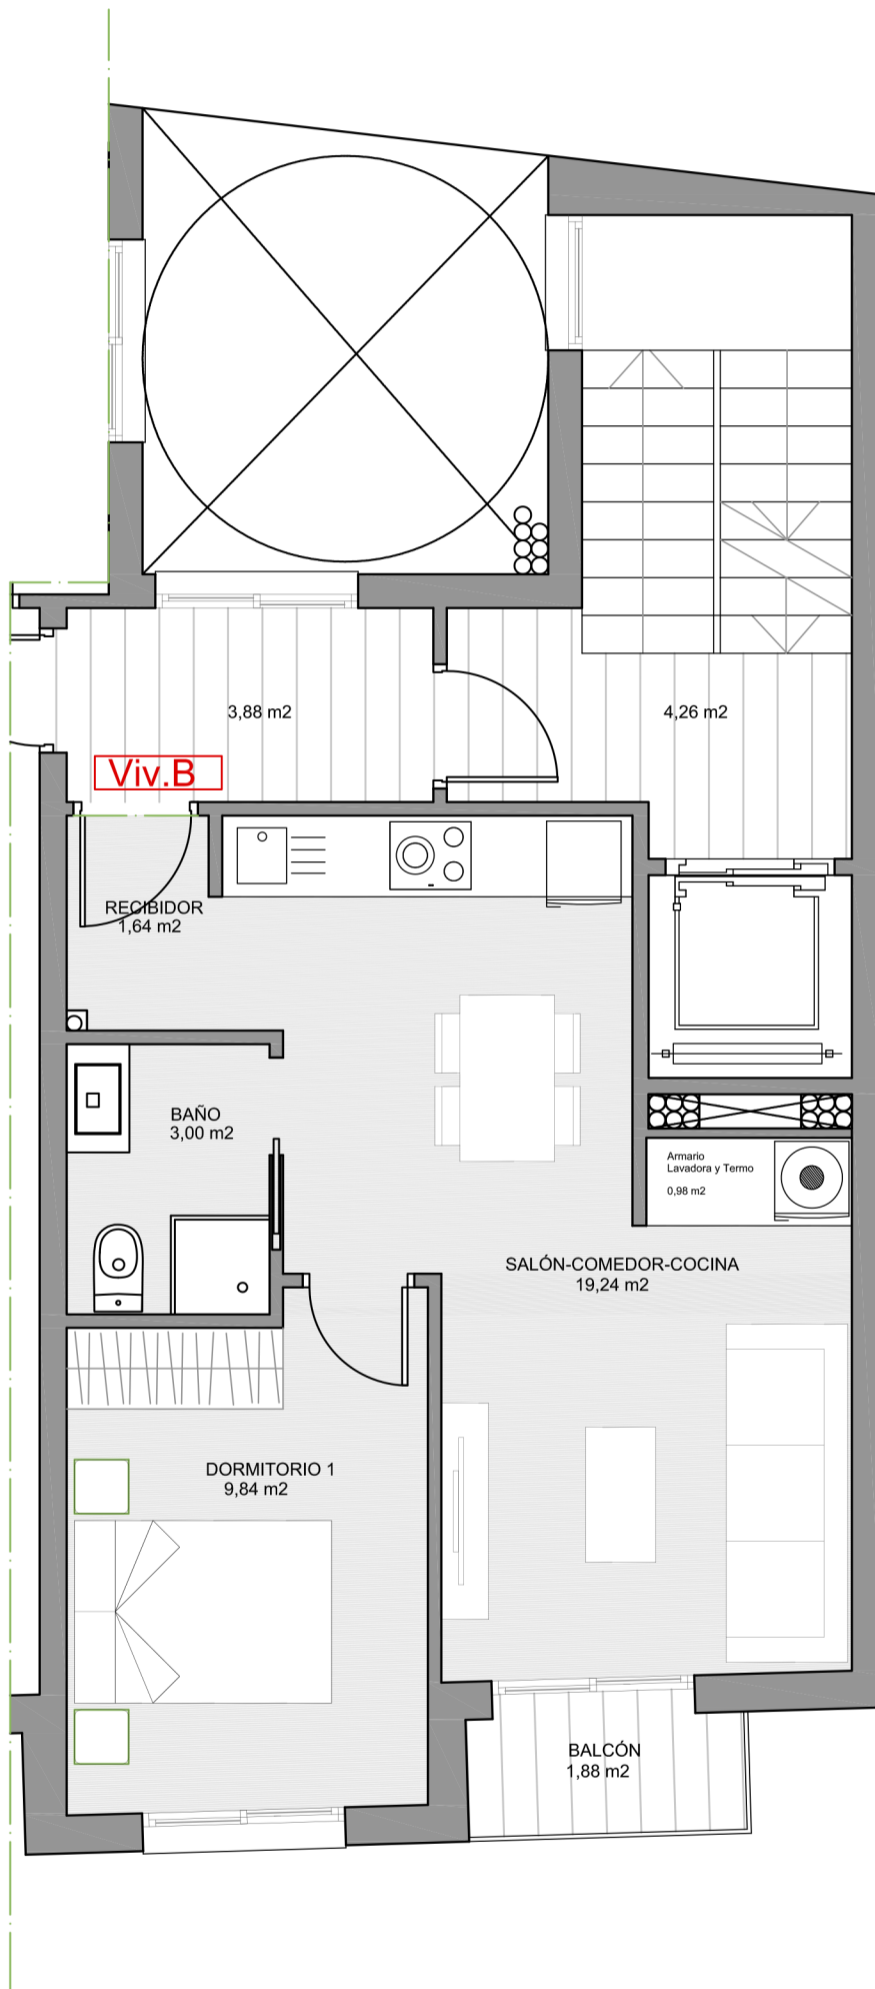 3,88 m2
4,26 m2
Viv.B
RECIBIDOR
1,64 m2
BAÑO
3,00 m2
Armario
Lavadora y Termo
0,98 m2
SALÓN-COMEDOR-COCINA
19,24 m2
DORMITORIO 1
9,84 m2
BALCÓN
1,88 m2